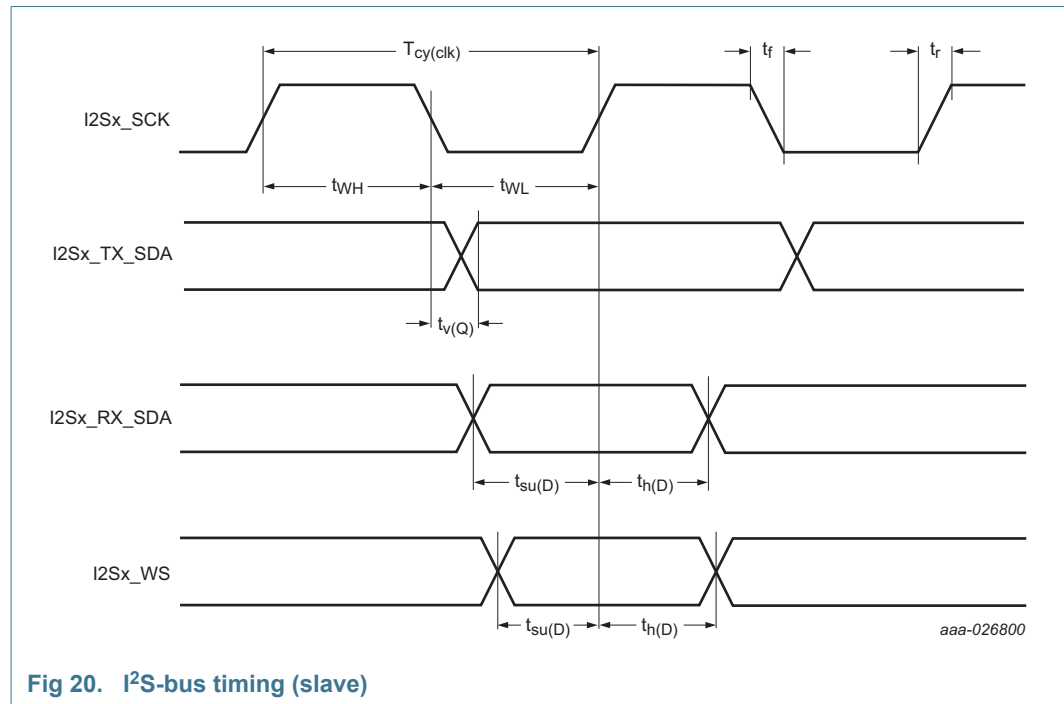 Tcy(clk)
tf
tr
I2Sx_SCK
tWH
tWL
I2Sx_TX_SDA
tv(Q)
I2Sx_RX_SDA
tsu(D)
th(D)
I2Sx_WS
tsu(D)
th(D)
aaa-026800
Fig 20. I2S-bus timing (slave)